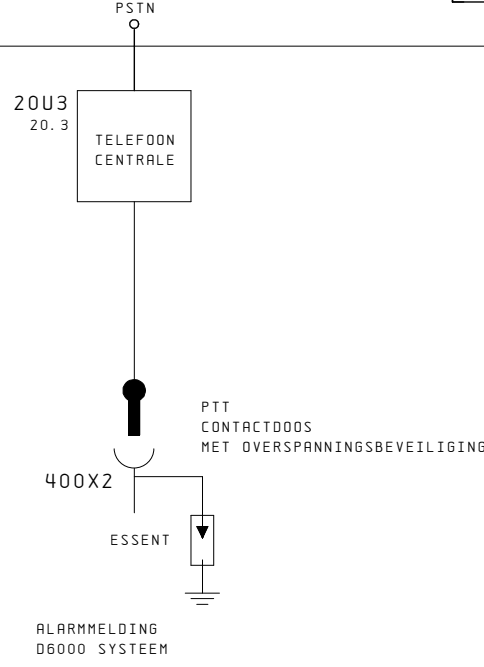 PSTN
20U3
20.3
TELEFOON
CENTRALE
PTT
CONTACTDOOS
MET OVERSPANNINGSBEVEILIGING
400X2
ESSENT
ALARMMELDING
D6000 SYSTEEM